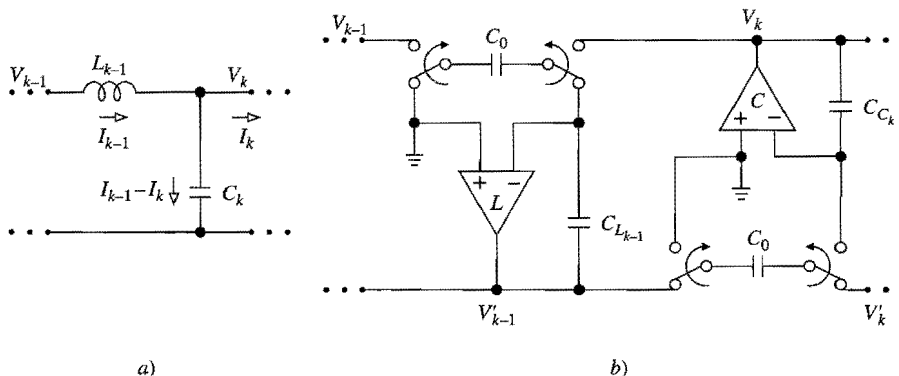 V_{k-1}
L_{k-1}
V_k
I_{k-1}
I_k
I_{k-1}-I_k
C_k
a)
V_{k-1}
C_0
V_k
C
+ −
C_{C_k}
+ −
L
C_{L_{k-1}}
C_0
V'_{k-1}
V'_k
b)